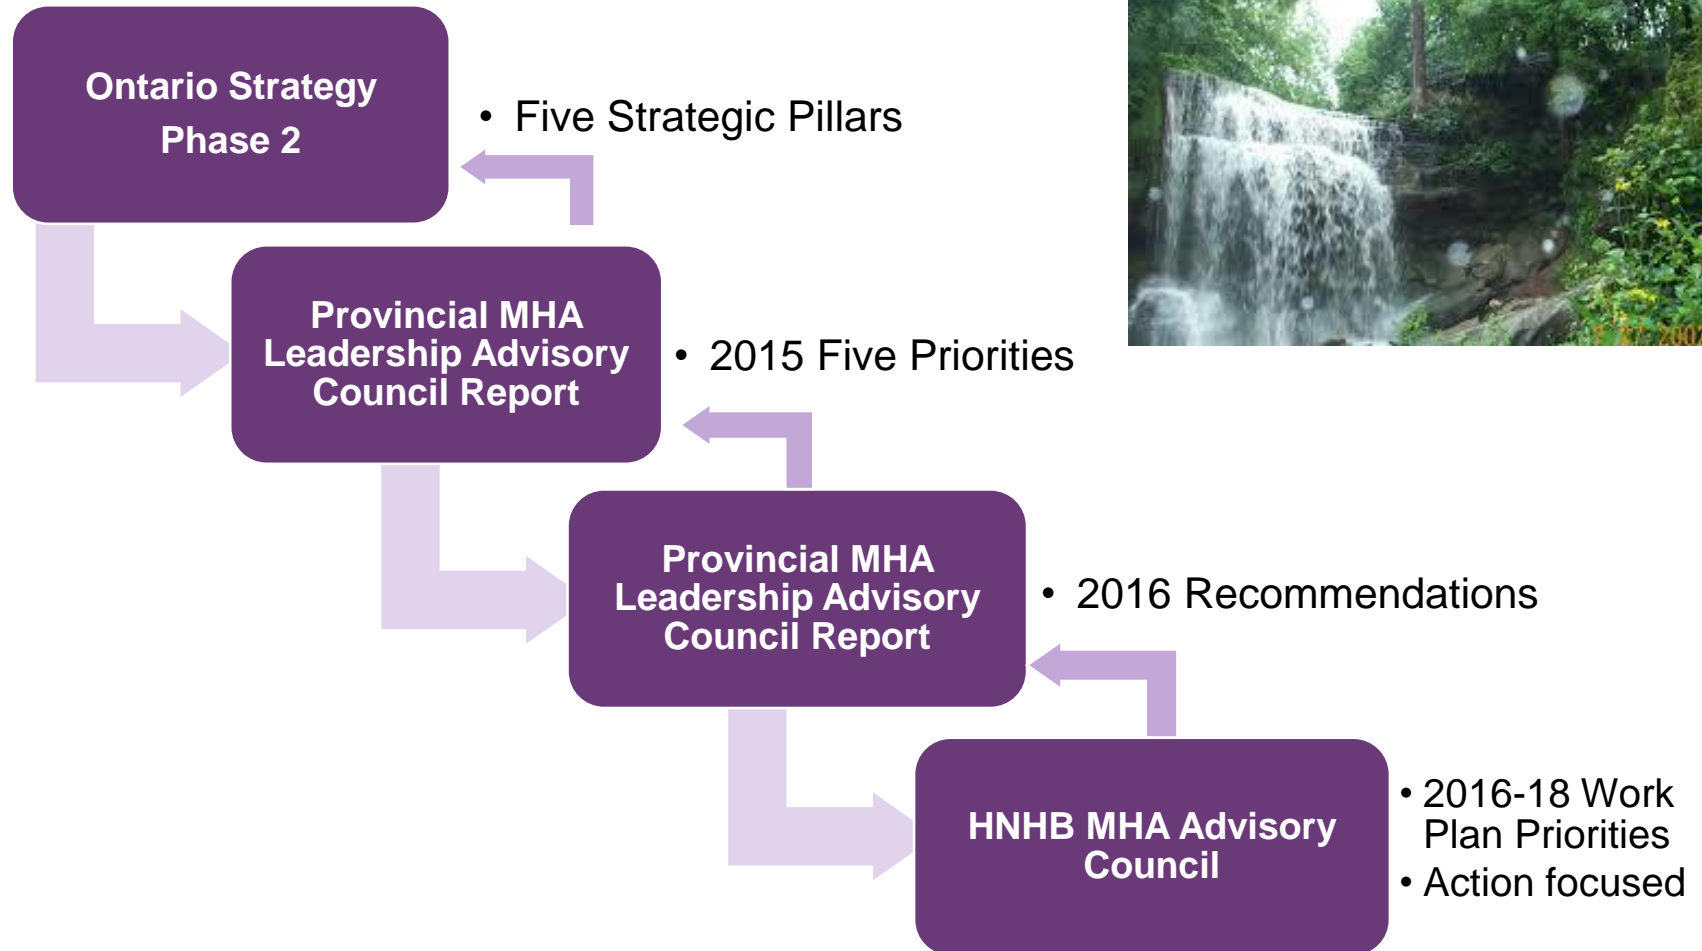 Ontario Strategy
Phase 2
• Five Strategic Pillars
Provincial MHA
Leadership Advisory
Council Report
• 2015 Five Priorities
Provincial MHA
Leadership Advisory
Council Report
• 2016 Recommendations
HNHB MHA Advisory
Council
• 2016-18 Work
Plan Priorities
• Action focused